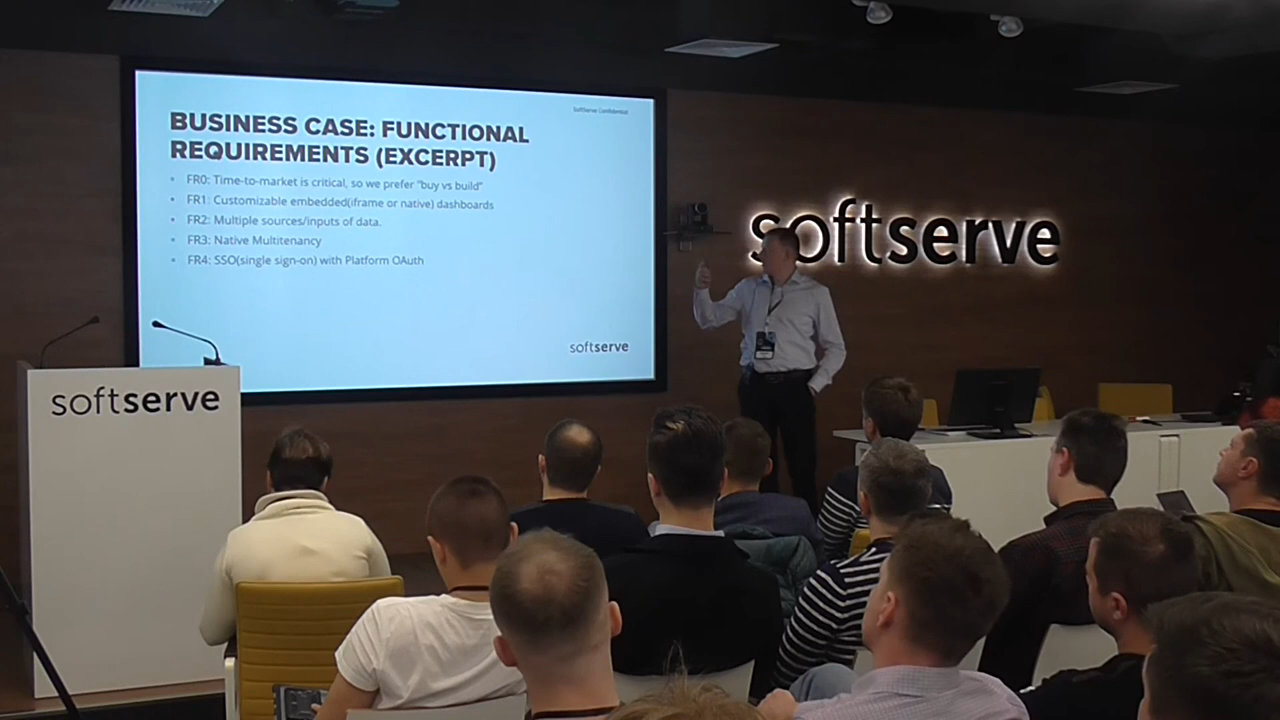 SoftServe Confidential
BUSINESS CASE: FUNCTIONAL
REQUIREMENTS (EXCERPT)
• FR0: Time-to-market is critical, so we prefer "buy vs build"
• FR1: Customizable embedded(iframe or native) dashboards
• FR2: Multiple sources/inputs of data.
• FR3: Native Multitenancy
• FR4: SSO(single sign-on) with Platform OAuth
softserve
softserve
softserve